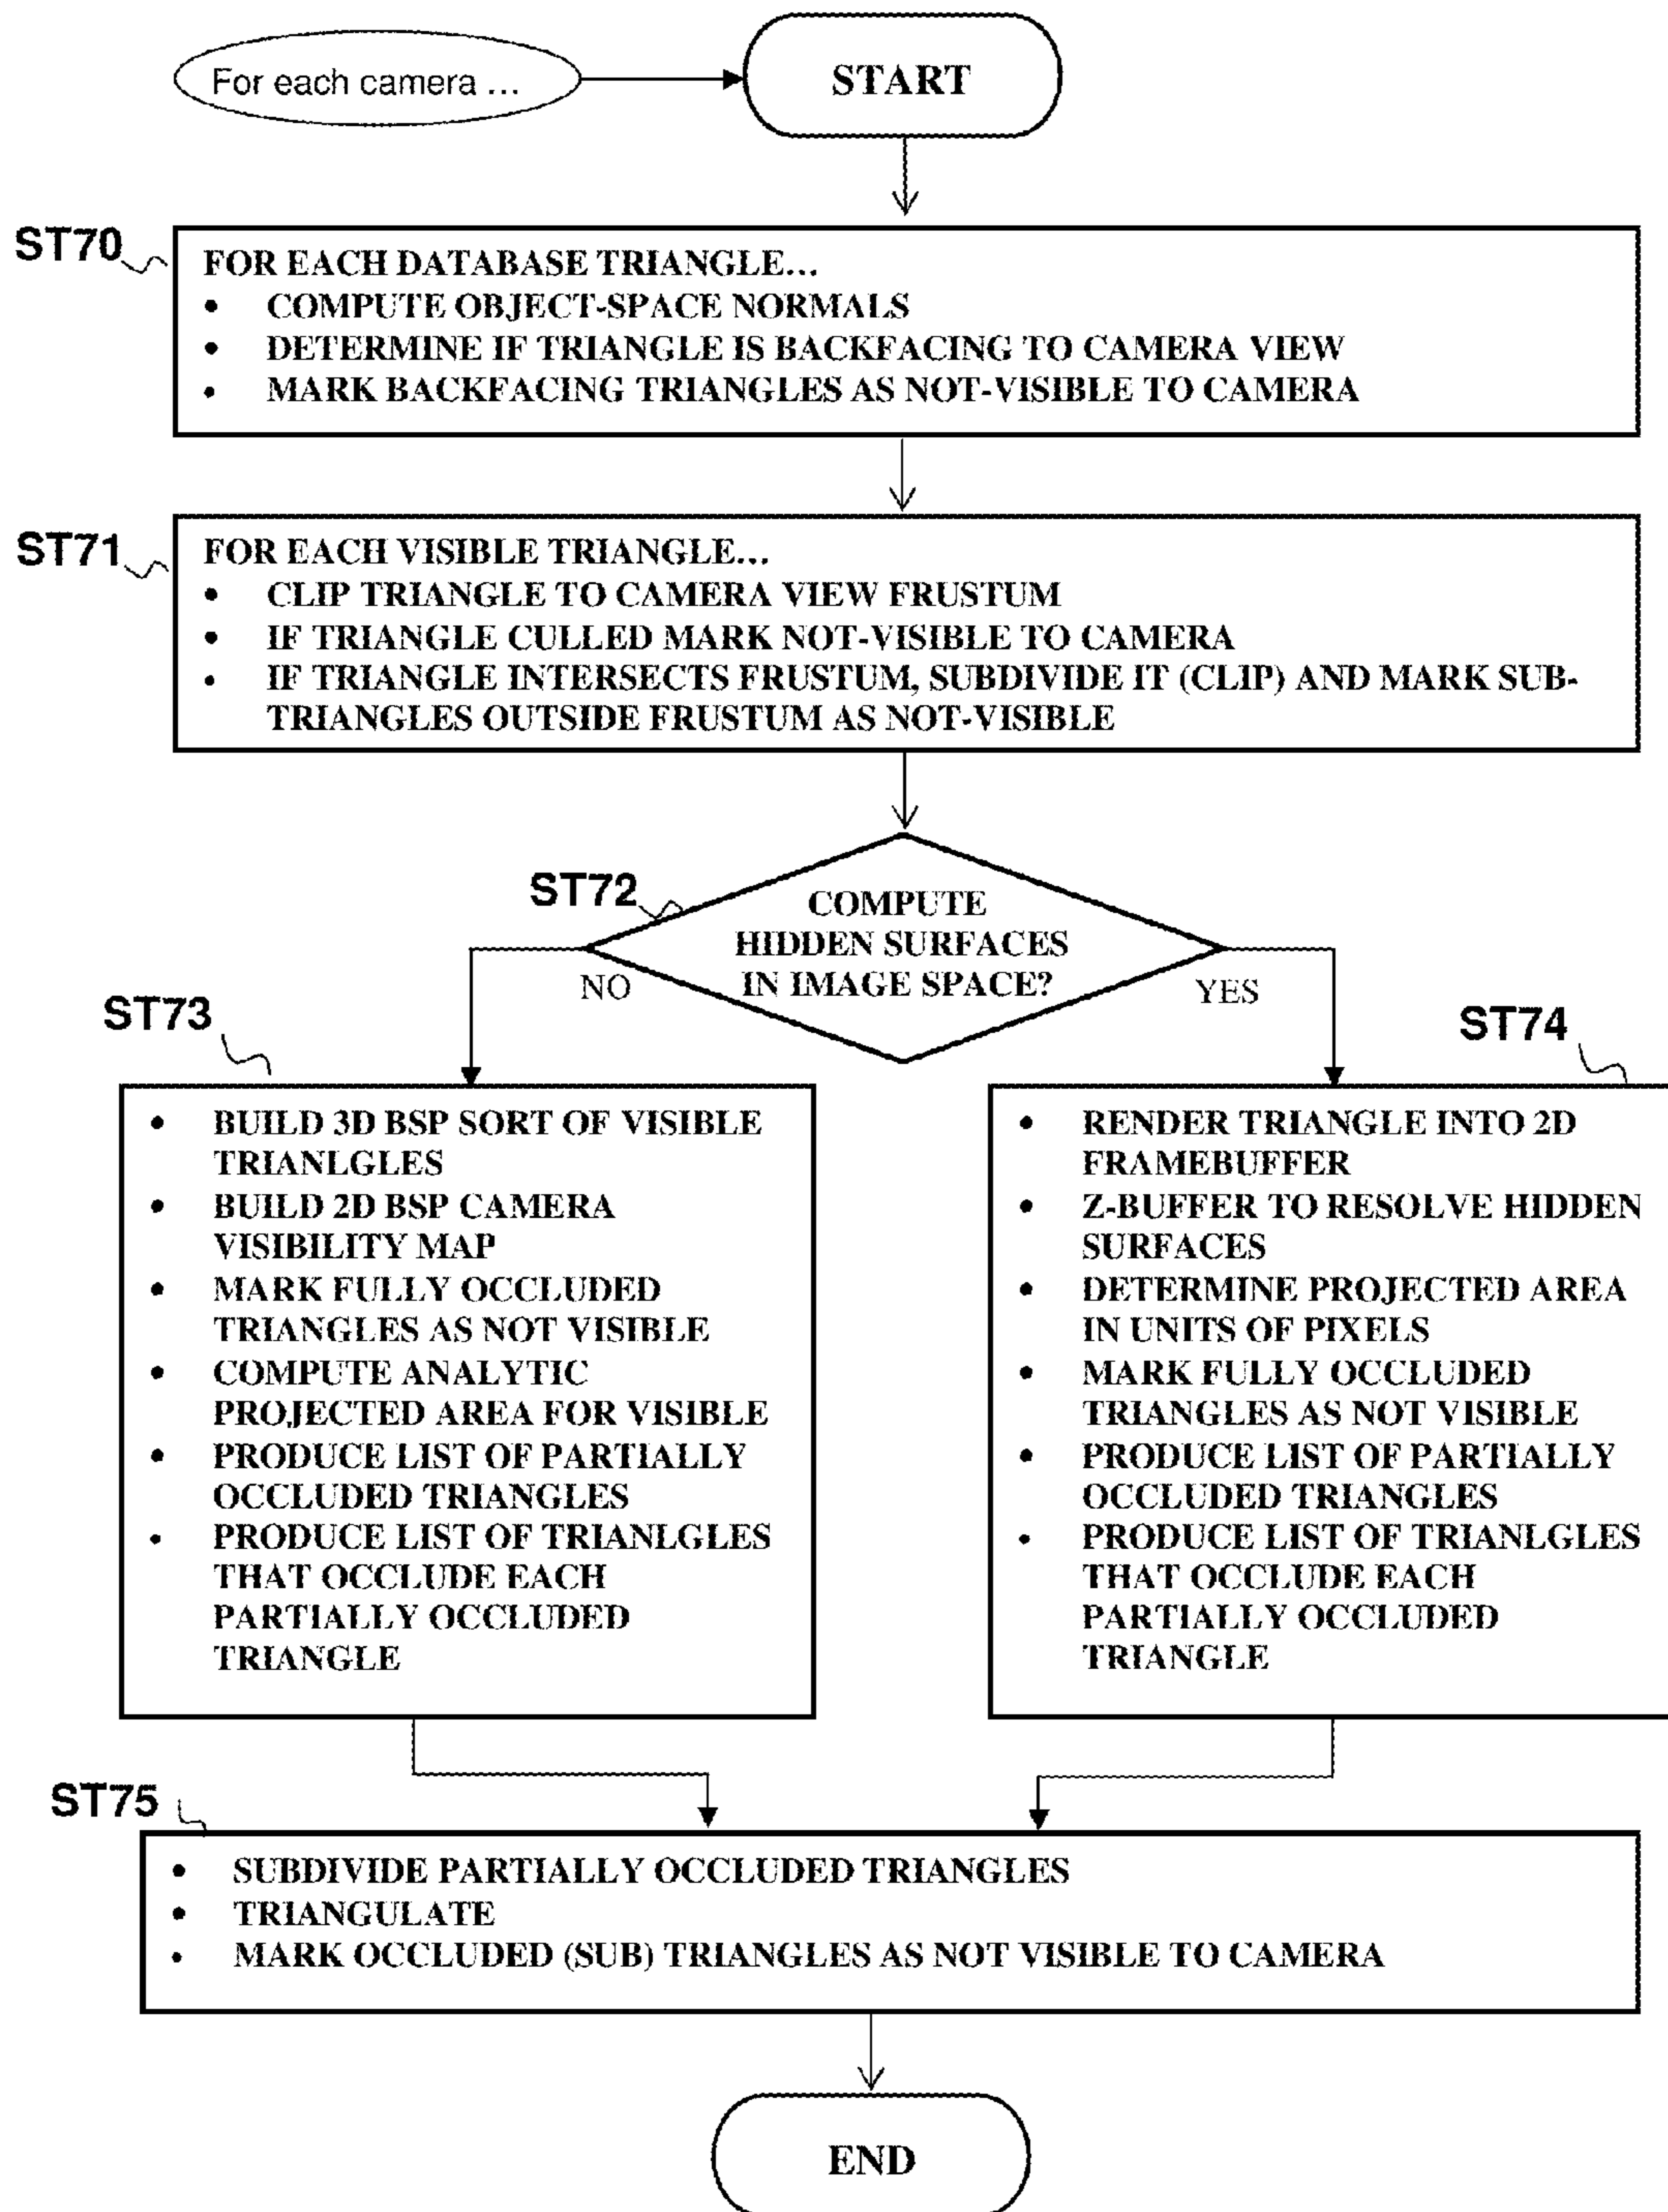 For each camera ...
START
ST70
FOR EACH DATABASE TRIANGLE...
• COMPUTE OBJECT-SPACE NORMALS
• DETERMINE IF TRIANGLE IS BACKFACING TO CAMERA VIEW
• MARK BACKFACING TRIANGLES AS NOT-VISIBLE TO CAMERA
ST71
FOR EACH VISIBLE TRIANGLE...
• CLIP TRIANGLE TO CAMERA VIEW FRUSTUM
• IF TRIANGLE CULLED MARK NOT-VISIBLE TO CAMERA
• IF TRIANGLE INTERSECTS FRUSTUM, SUBDIVIDE IT (CLIP) AND MARK SUB-
TRIANGLES OUTSIDE FRUSTUM AS NOT-VISIBLE
ST72
COMPUTE
HIDDEN SURFACES
IN IMAGE SPACE?
NO
YES
ST73
• BUILD 3D BSP SORT OF VISIBLE
TRIANLGLES
• BUILD 2D BSP CAMERA
VISIBILITY MAP
• MARK FULLY OCCLUDED
TRIANGLES AS NOT VISIBLE
• COMPUTE ANALYTIC
PROJECTED AREA FOR VISIBLE
• PRODUCE LIST OF PARTIALLY
OCCLUDED TRIANGLES
• PRODUCE LIST OF TRIANLGLES
THAT OCCLUDE EACH
PARTIALLY OCCLUDED
TRIANGLE
ST74
• RENDER TRIANGLE INTO 2D
FRAMEBUFFER
• Z-BUFFER TO RESOLVE HIDDEN
SURFACES
• DETERMINE PROJECTED AREA
IN UNITS OF PIXELS
• MARK FULLY OCCLUDED
TRIANGLES AS NOT VISIBLE
• PRODUCE LIST OF PARTIALLY
OCCLUDED TRIANGLES
• PRODUCE LIST OF TRIANLGLES
THAT OCCLUDE EACH
PARTIALLY OCCLUDED
TRIANGLE
ST75
• SUBDIVIDE PARTIALLY OCCLUDED TRIANGLES
• TRIANGULATE
• MARK OCCLUDED (SUB) TRIANGLES AS NOT VISIBLE TO CAMERA
END